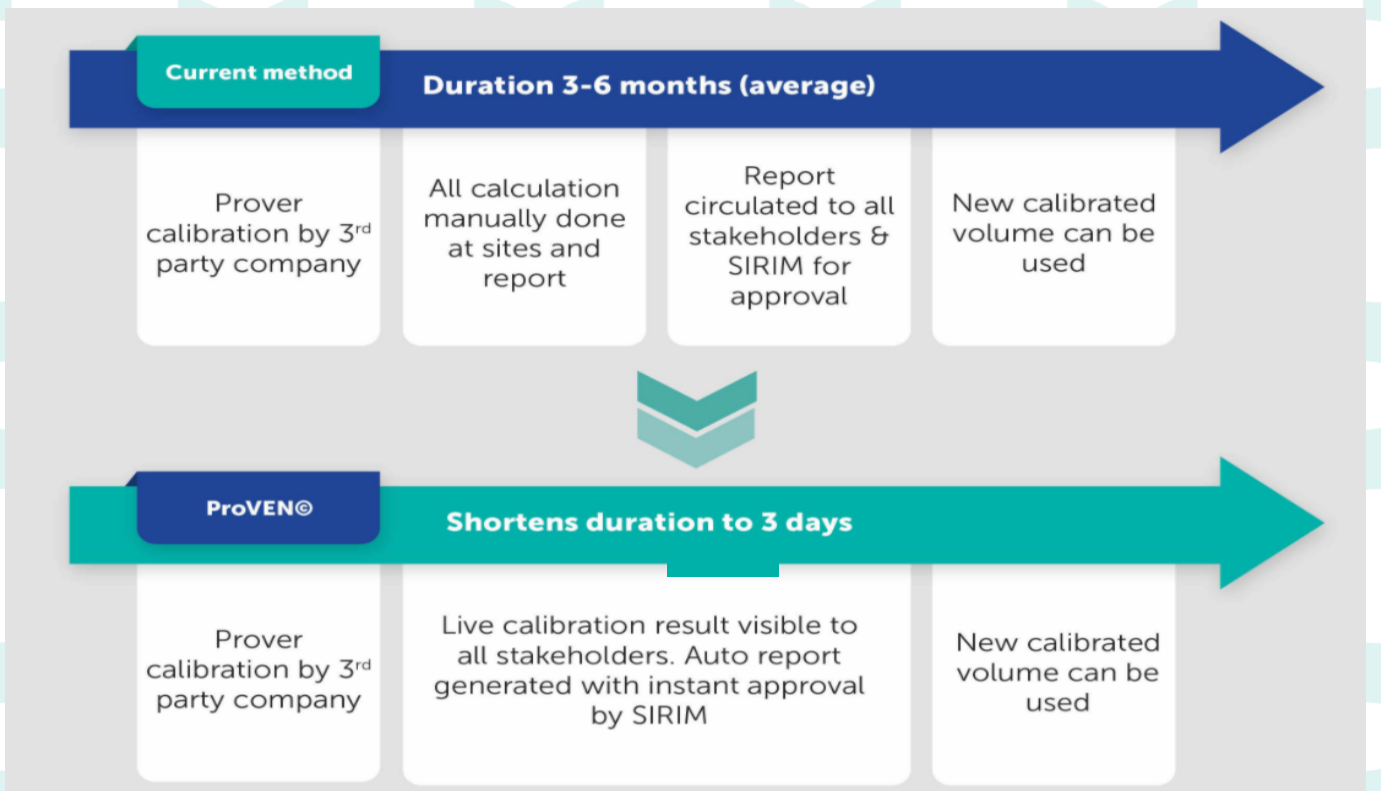 Current method
Duration 3-6 months (average)
Prover
calibration by 3rd
party company
All calculation
manually done
at sites and
report
Report
circulated to all
stakeholders &
SIRIM for
approval
New calibrated
volume can be
used
ProVEN©
Shortens duration to 3 days
Prover
calibration by 3rd
party company
Live calibration result visible to
all stakeholders. Auto report
generated with instant approval
by SIRIM
New calibrated
volume can be
used